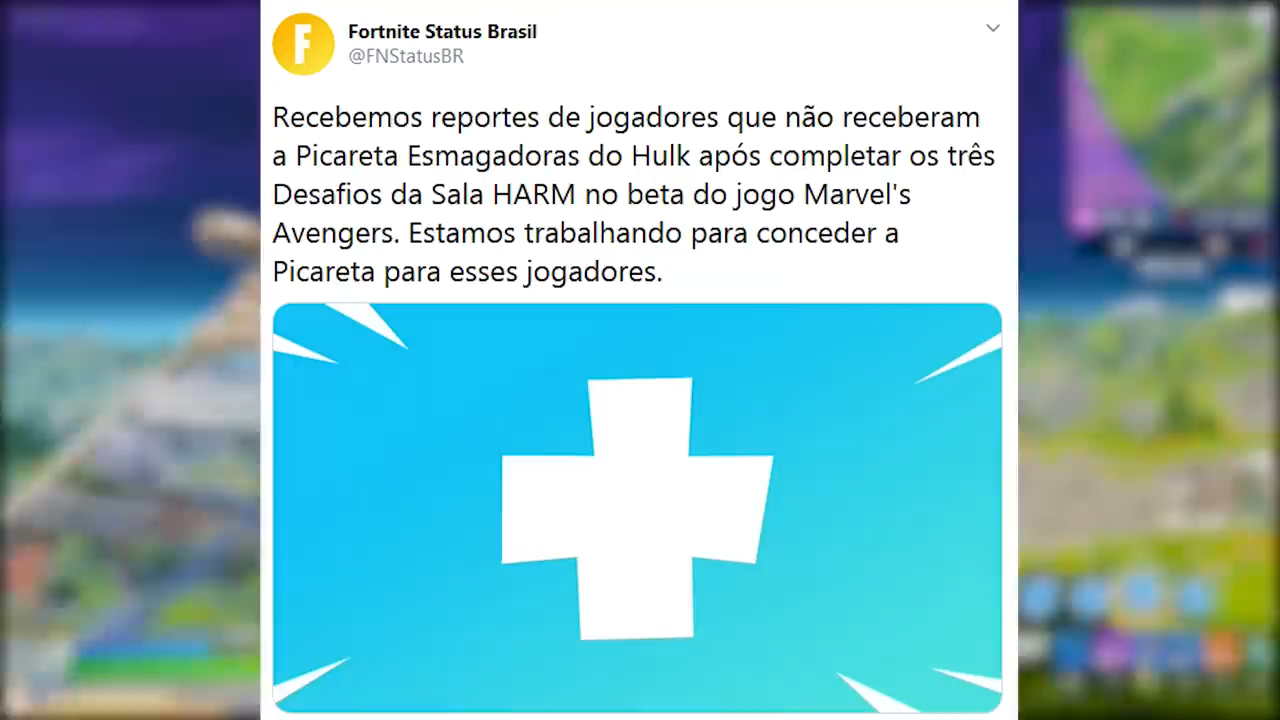 Fortnite Status Brasil
@FNStatusBR
Recebemos reportes de jogadores que não receberam
a Picareta Esmagadoras do Hulk após completar os três
Desafios da Sala HARM no beta do jogo Marvel's
Avengers. Estamos trabalhando para conceder a
Picareta para esses jogadores.